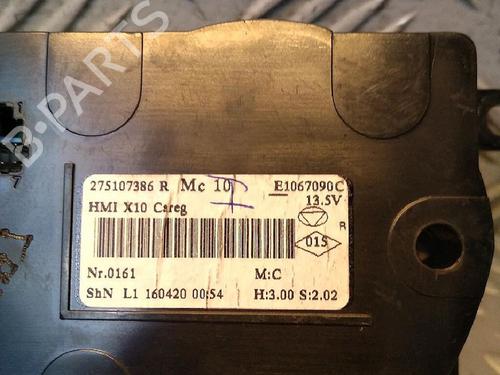 B-PARTS
275107386 R Mc 10 E1067090C
HMI X10 Careg 13.5V
015
R
Nr.0161 M:C
ShN L1 160420 00:54 H:3.00 S:2.02